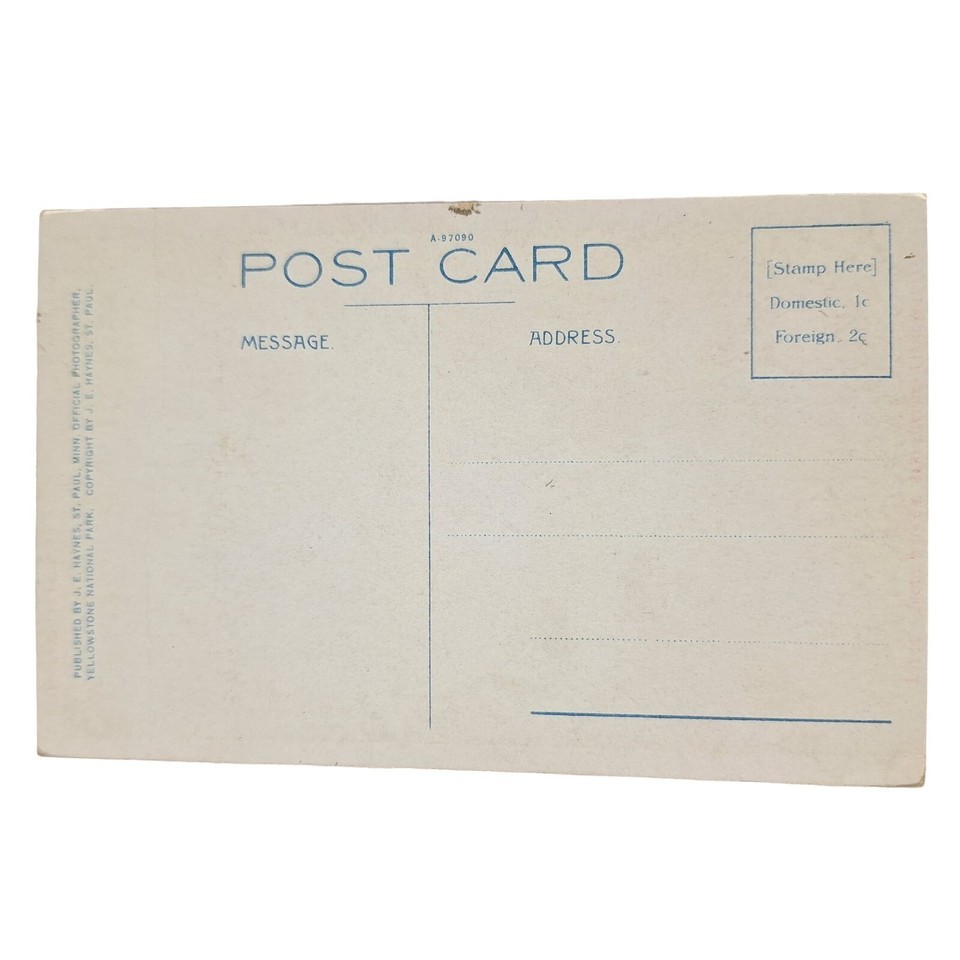 A-97090
POST CARD
MESSAGE.
ADDRESS.
[Stamp Here]
Domestic, 1c
Foreign, 2c
PUBLISHED BY J. E. HAYNES, ST. PAUL, MINN. OFFICIAL PHOTOGRAPHER,
YELLOWSTONE NATIONAL PARK. COPYRIGHT BY J. E. HAYNES, ST. PAUL.